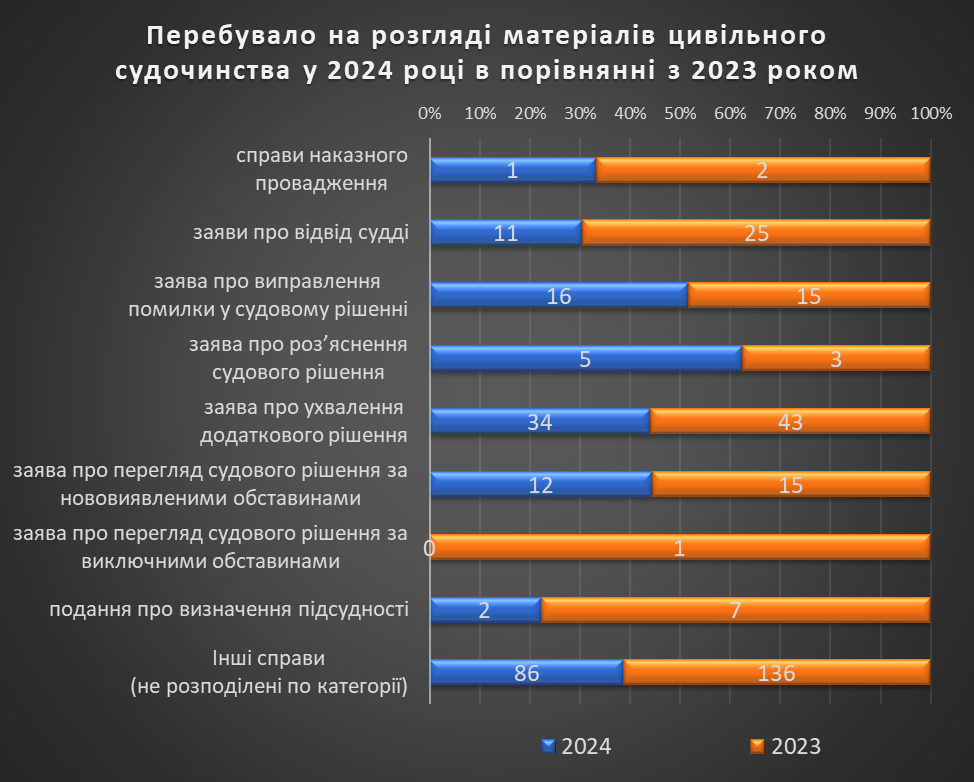 Перебувало на розгляді матеріалів цивільного
судочинства у 2024 році в порівнянні з 2023 роком
0% 10% 20% 30% 40% 50% 60% 70% 80% 90% 100%
справи наказного
провадження
1 2
заяви про відвід судді
11 25
заява про виправлення
помилки у судовому рішенні
16 15
заява про роз’яснення
судового рішення
5 3
заява про ухвалення
додаткового рішення
34 43
заява про перегляд судового рішення за
нововиявленими обставинами
12 15
заява про перегляд судового рішення за
виключними обставинами
0 1
подання про визначення підсудності
2 7
Інші справи
(не розподілені по категорії)
86 136
2024 2023